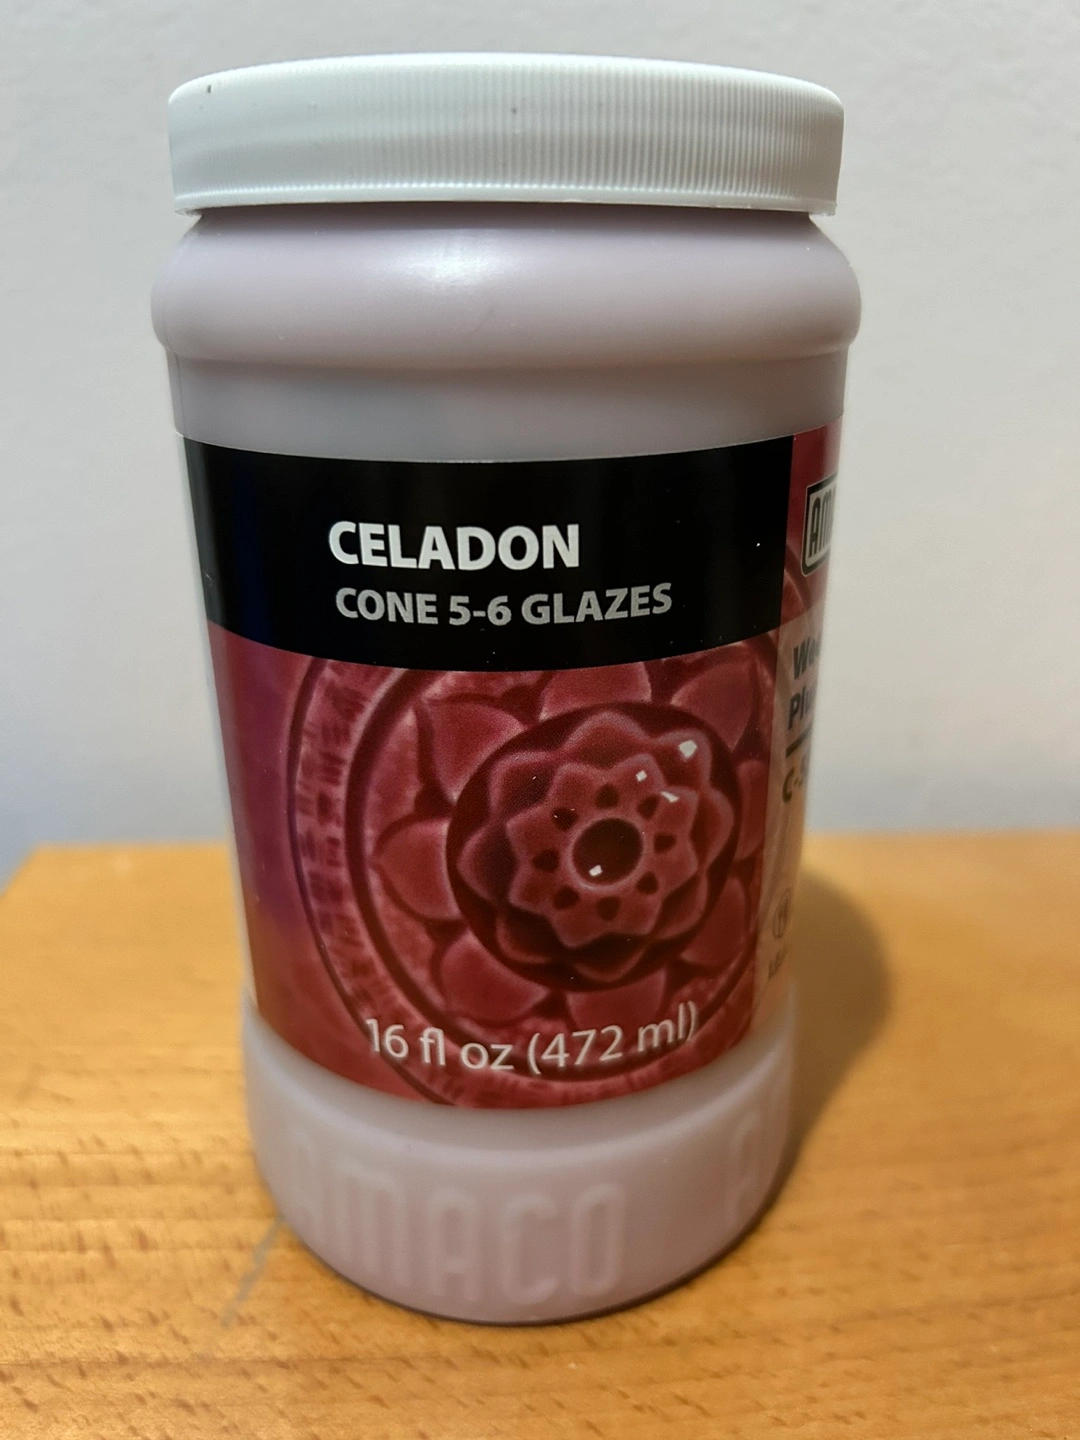 CELADON
CONE 5-6 GLAZES
16 fl oz (472 ml)
AMACO